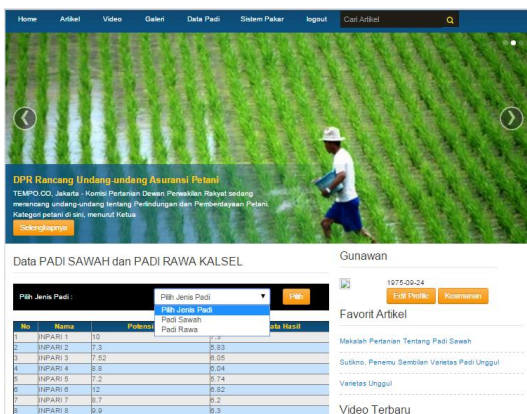 Home Artikel Video Galeri Data Padi Sistem Pakar logout Cari Artikel
DPR Rancang Undang-undang Asuransi Petani
TEMPO.CO, Jakarta - Komisi Pertanian Dewan Perwakilan Rakyat sedang
merancang undang-undang tentang Perlindungan dan Pemberdayaan Petani.
Kategori petani di sini, menurut Ketua
Selengkapnya
Data PADI SAWAH dan PADI RAWA KALSEL
Pilih Jenis Padi : Pilih Jenis Padi Pilih
Pilih Jenis Padi
Padi Sawah
Padi Rawa
No Nama Potensi ata Hasil
1 INPARI 1 10 7.3
2 INPARI 2 7.3 5.83
3 INPARI 3 7.52 6.05
4 INPARI 4 8.8 6.04
5 INPARI 5 7.2 5.74
6 INPARI 6 12 6.82
7 INPARI 7 8.7 6.2
8 INPARI 8 9.9 6.3
Gunawan
1975-09-24
Edit Profile Keamanan
Favorit Artikel
Makalah Pertanian Tentang Padi Sawah
Sutikno, Penemu Sembilan Varietas Padi Unggul
Varietas Unggul
Video Terbaru